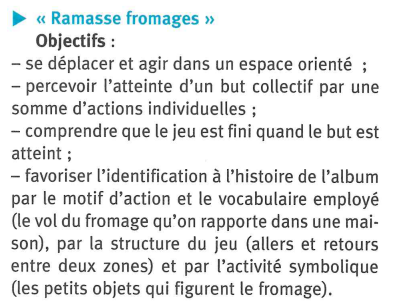 ▶ « Ramasse fromages »
Objectifs :
– se déplacer et agir dans un espace orienté ;
– percevoir l'atteinte d'un but collectif par une
somme d'actions individuelles ;
– comprendre que le jeu est fini quand le but est
atteint ;
– favoriser l'identification à l'histoire de l'album
par le motif d'action et le vocabulaire employé
(le vol du fromage qu'on rapporte dans une mai-
son), par la structure du jeu (allers et retours
entre deux zones) et par l'activité symbolique
(les petits objets qui figurent le fromage).